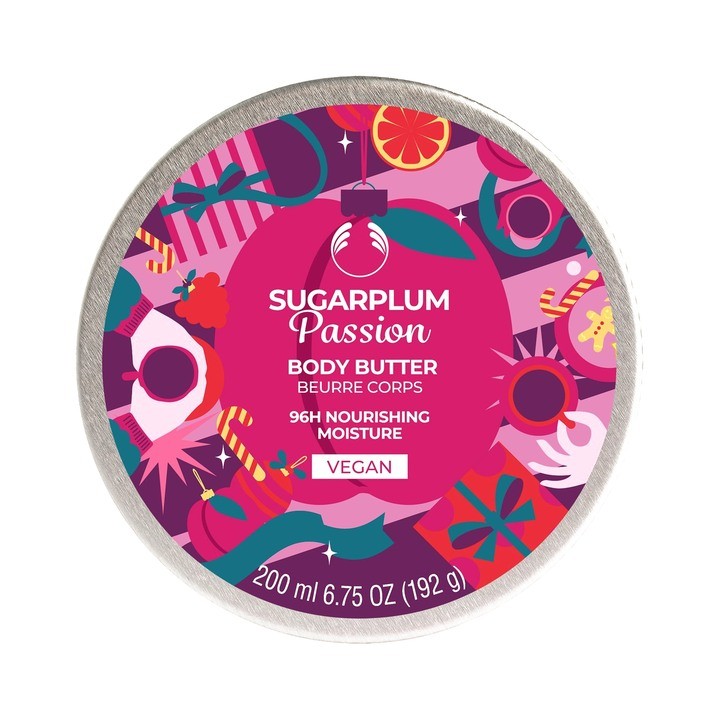 SUGARPLUM
Passion
BODY BUTTER
BEURRE CORPS
96H NOURISHING
MOISTURE
VEGAN
200 ml 6.75 OZ (192 g)